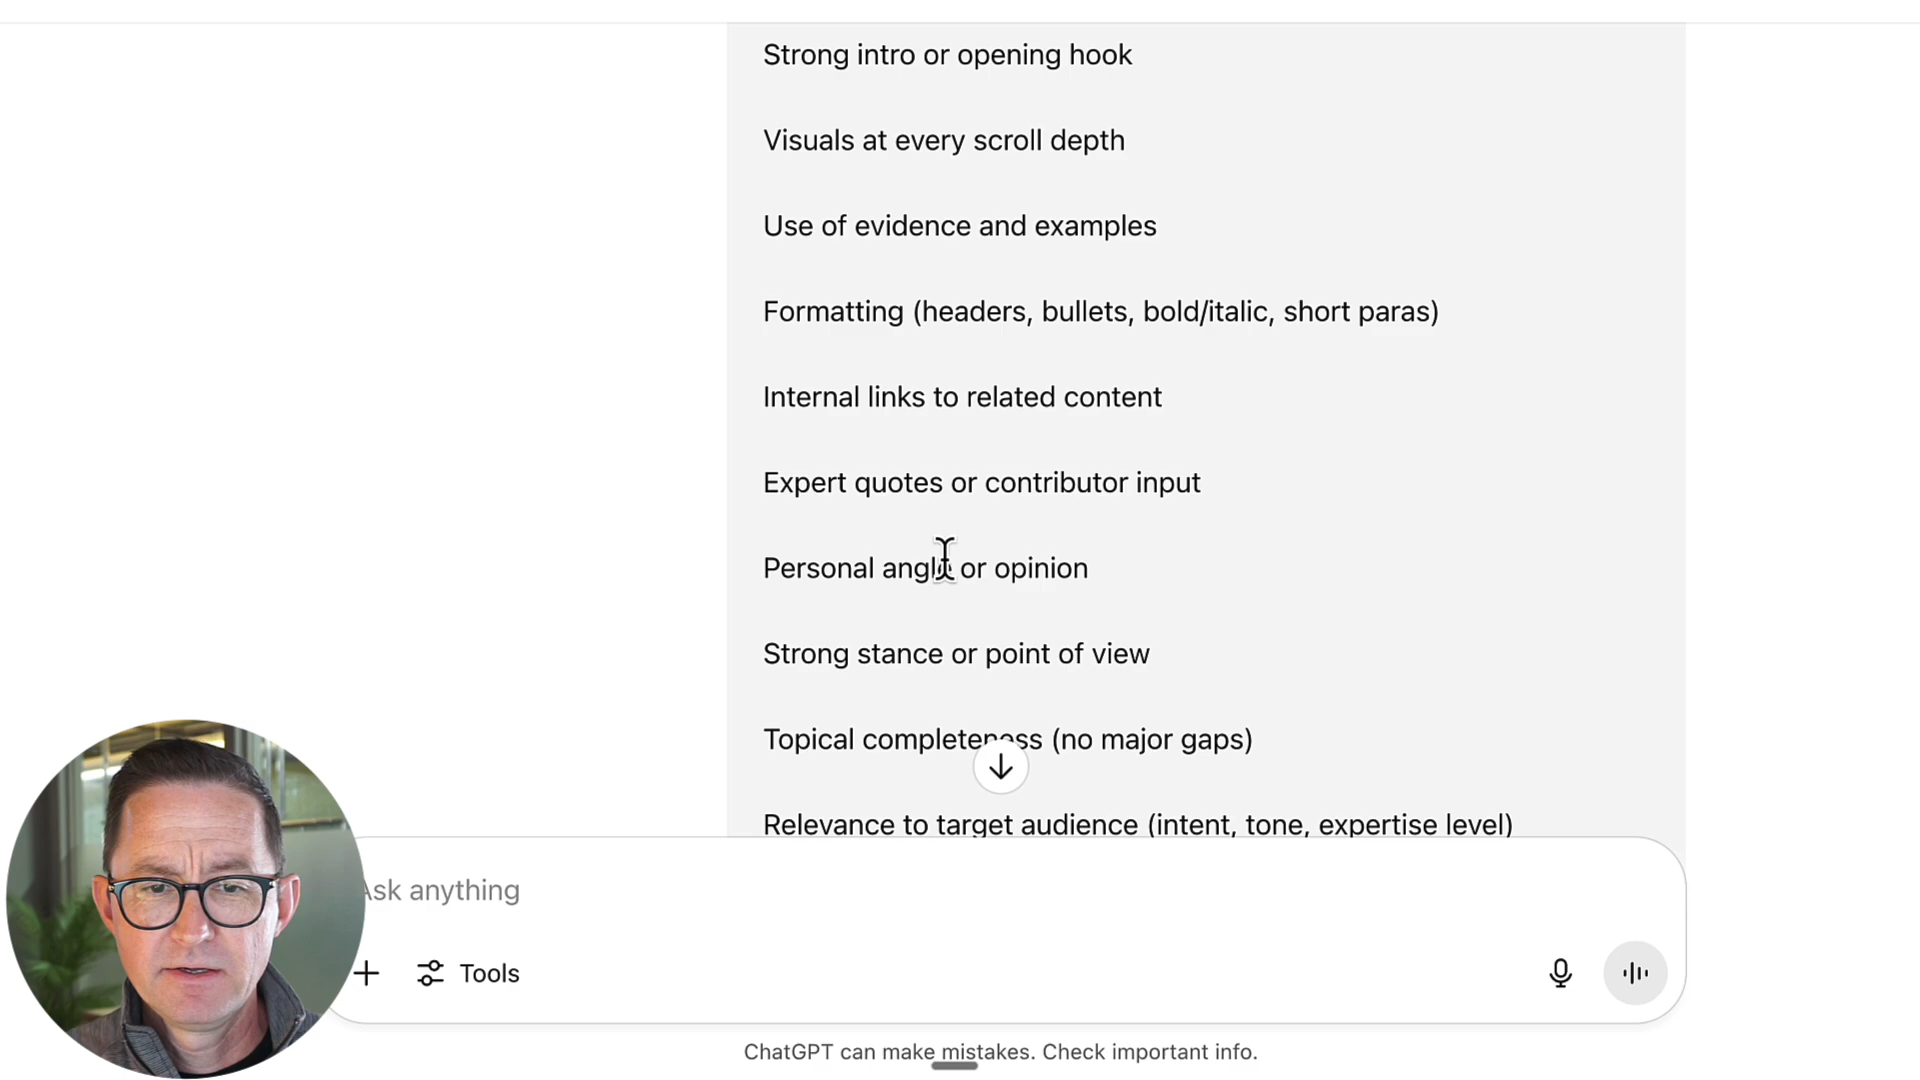 Strong intro or opening hook
Visuals at every scroll depth
Use of evidence and examples
Formatting (headers, bullets, bold/italic, short paras)
Internal links to related content
Expert quotes or contributor input
Personal angle or opinion
Strong stance or point of view
Topical completeness (no major gaps)
Relevance to target audience (intent, tone, expertise level)
Ask anything
Tools
ChatGPT can make mistakes. Check important info.